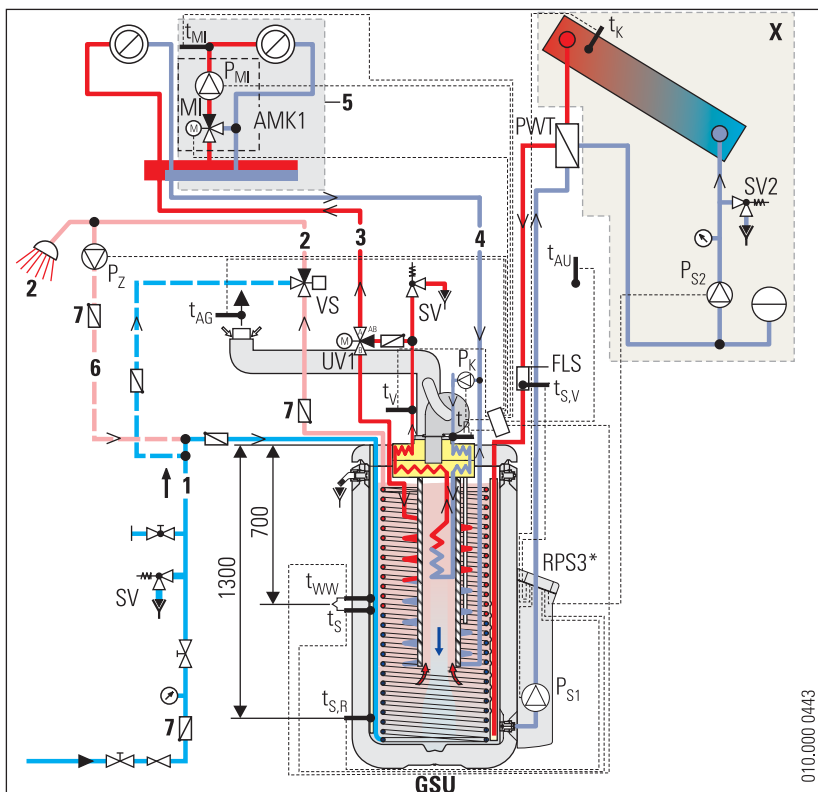 t_MI
t_K
X
P_MI
MI
M
AMK1
5
PWT
SV2
2
3
4
2
P_Z
VS
SV
t_AU
P_S2
7
t_AG
M
A
AB
B
UV1
P_K
FLS
6
t_V
t_R
t_S,V
7
1
700
1300
RPS3*
SV
t_WW
t_S
P_S1
t_S,R
7
GSU
010.000 0443